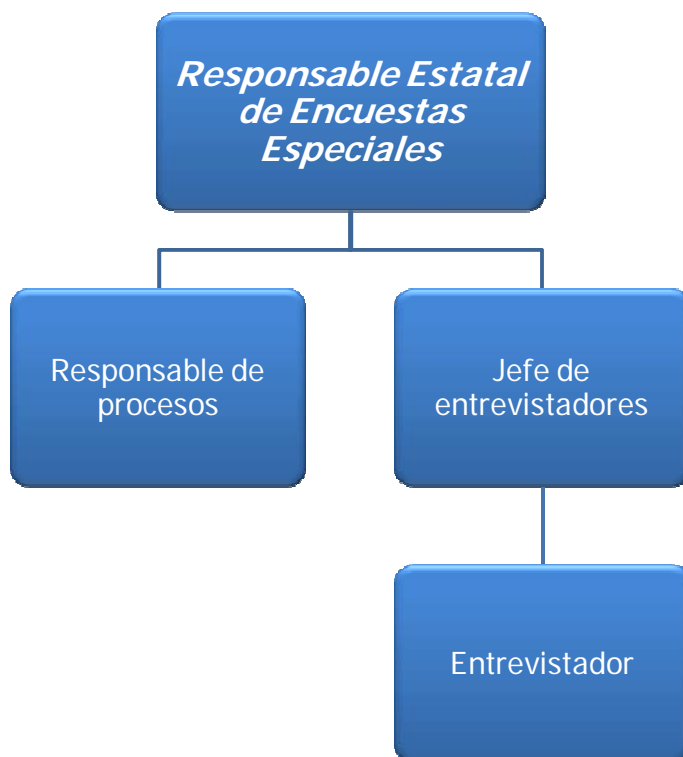 Responsable Estatal
de Encuestas
Especiales
Responsable de
procesos
Jefe de
entrevistadores
Entrevistador